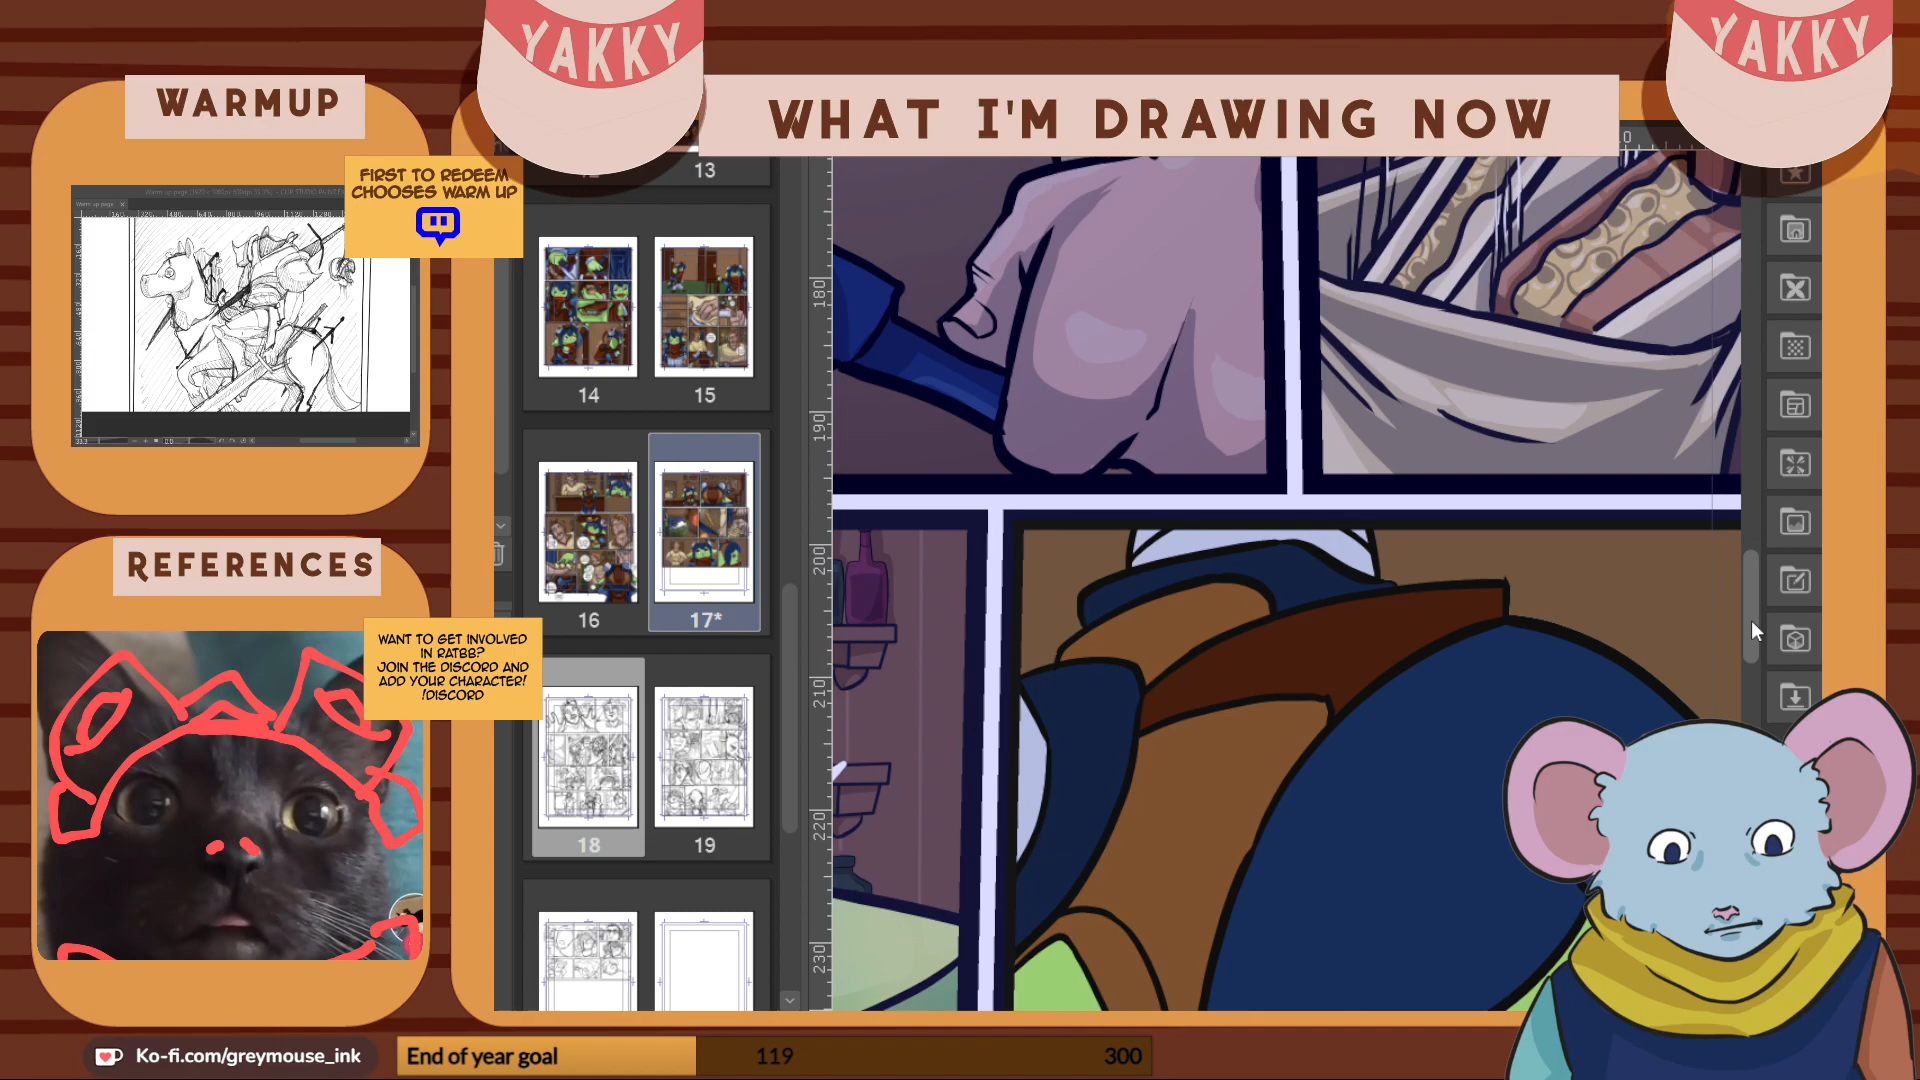 YAKKY
YAKKY
WARMUP
WHAT I'M DRAWING NOW
FIRST TO REDEEM
CHOOSES WARM UP
13
14
15
16
17*
18
19
180
190
200
210
220
230
REFERENCES
WANT TO GET INVOLVED
IN RATBB?
JOIN THE DISCORD AND
ADD YOUR CHARACTER!
!DISCORD
Ko-fi.com/greymouse_ink
End of year goal
119
300